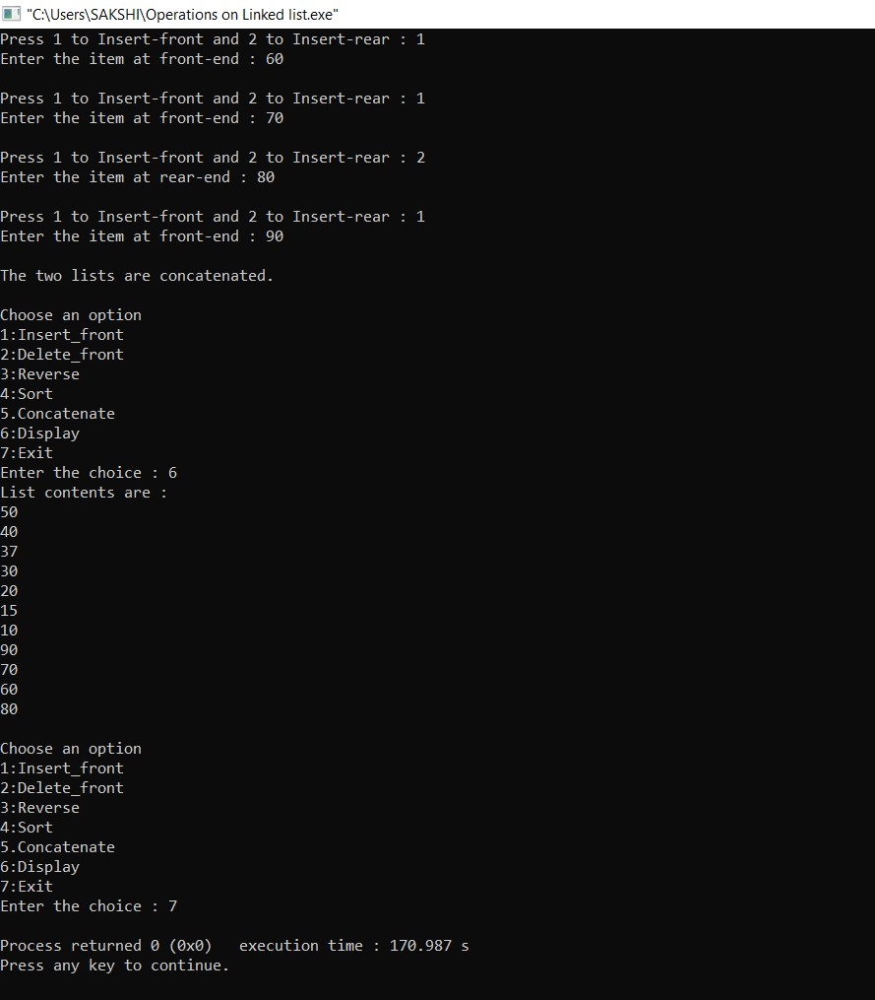 "C:\Users\SAKSHI\Operations on Linked list.exe"
Press 1 to Insert-front and 2 to Insert-rear : 1
Enter the item at front-end : 60
Press 1 to Insert-front and 2 to Insert-rear : 1
Enter the item at front-end : 70
Press 1 to Insert-front and 2 to Insert-rear : 2
Enter the item at rear-end : 80
Press 1 to Insert-front and 2 to Insert-rear : 1
Enter the item at front-end : 90
The two lists are concatenated.
Choose an option
1:Insert_front
2:Delete_front
3:Reverse
4:Sort
5.Concatenate
6:Display
7:Exit
Enter the choice : 6
List contents are :
50
40
37
30
20
15
10
90
70
60
80
Choose an option
1:Insert_front
2:Delete_front
3:Reverse
4:Sort
5.Concatenate
6:Display
7:Exit
Enter the choice : 7
Process returned 0 (0x0)   execution time : 170.987 s
Press any key to continue.